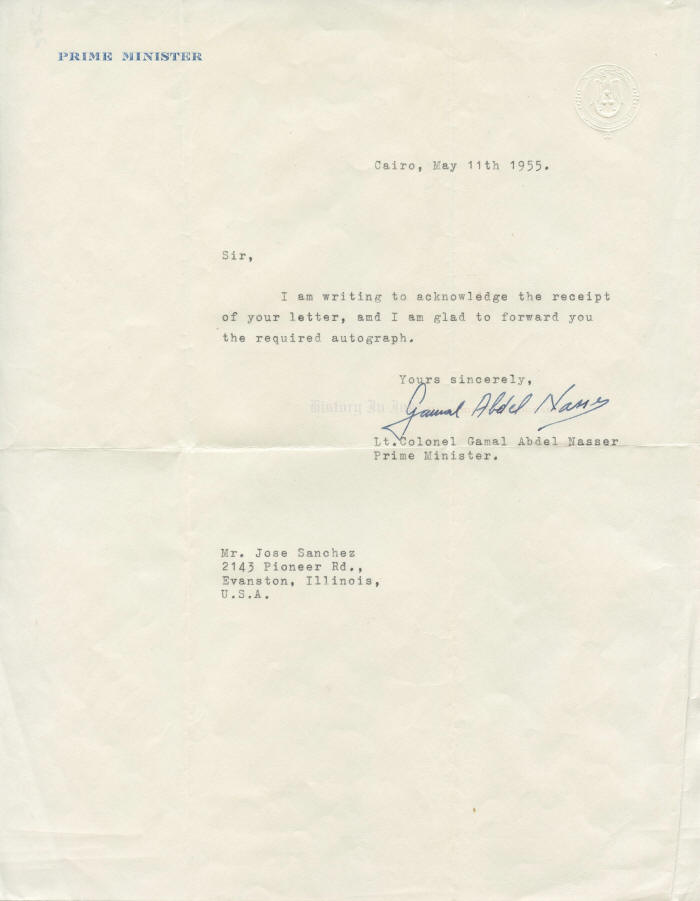 PRIME MINISTER
Cairo, May 11th 1955.
Sir,
I am writing to acknowledge the receipt
of your letter, amd I am glad to forward you
the required autograph.
Yours sincerely,
History In
Gamal Abdel Nasser
Lt.Colonel Gamal Abdel Nasser
Prime Minister.
Mr. Jose Sanchez
2143 Pioneer Rd.,
Evanston, Illinois,
U.S.A.